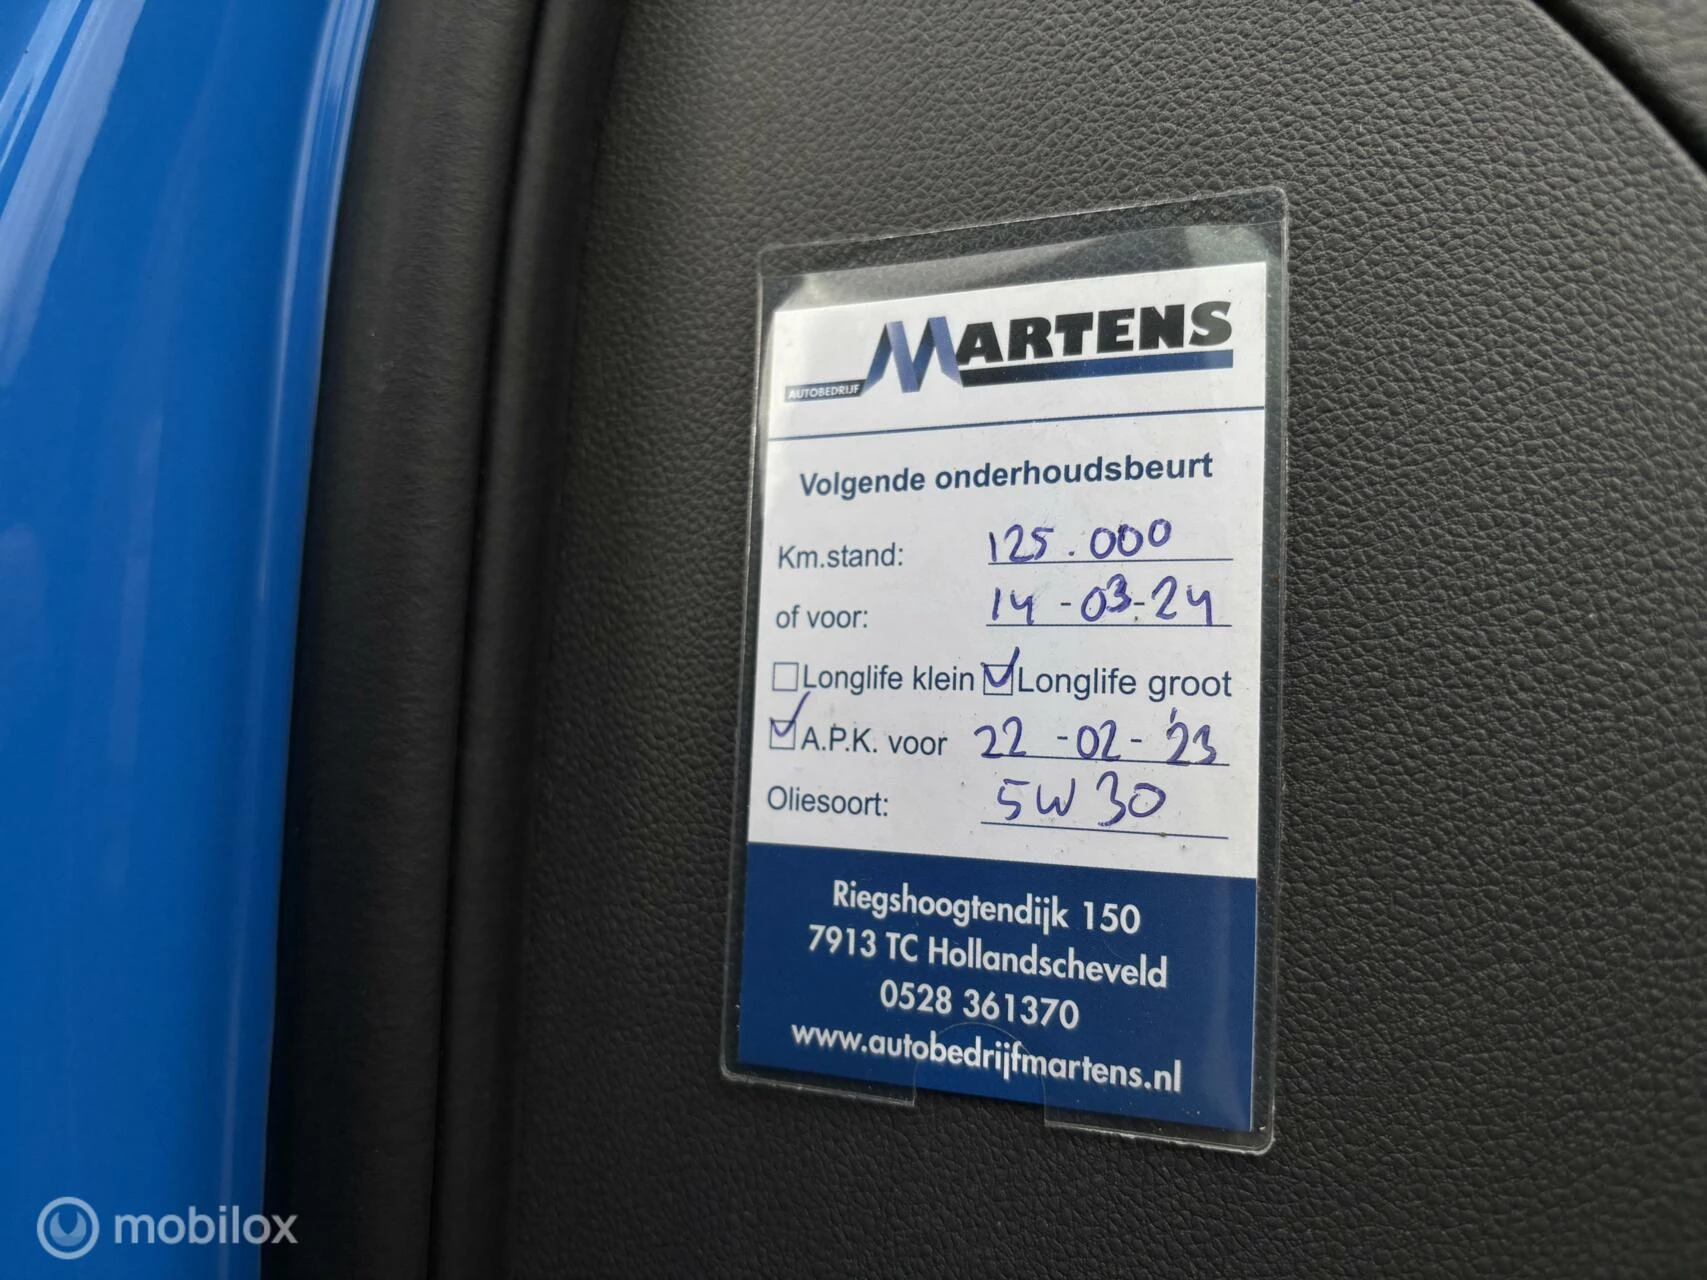 MARTENS
AUTOBEDRIJF
Volgende onderhoudsbeurt
Km.stand: 125.000
of voor: 14-03-24
Longlife klein Longlife groot
A.P.K. voor 22-02-'23
Oliesoort: 5W30
Riegshoogtendijk 150
7913 TC Hollandscheveld
0528 361370
www.autobedrijfmartens.nl
mobilox